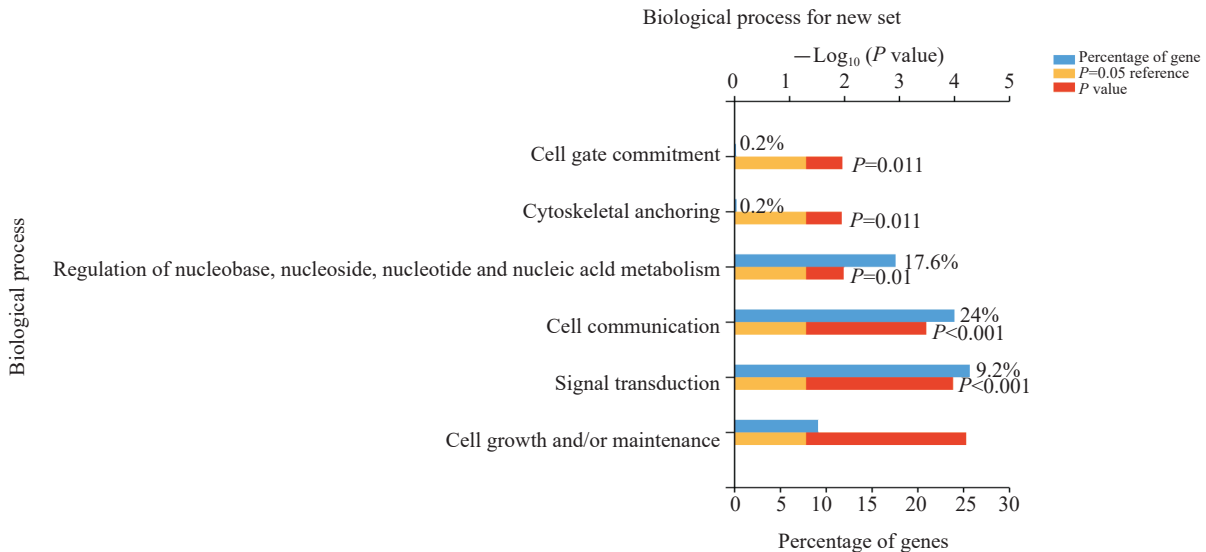 Biological process for new set
—Log₁₀ (P value)
0 1 2 3 4 5
Percentage of gene
P=0.05 reference
P value
Biological process
Cell gate commitment
0.2%
P=0.011
Cytoskeletal anchoring
0.2%
P=0.011
Regulation of nucleobase, nucleoside, nucleotide and nucleic acld metabolism
17.6%
P=0.01
Cell communication
24%
P<0.001
Signal transduction
9.2%
P<0.001
Cell growth and/or maintenance
0 5 10 15 20 25 30
Percentage of genes